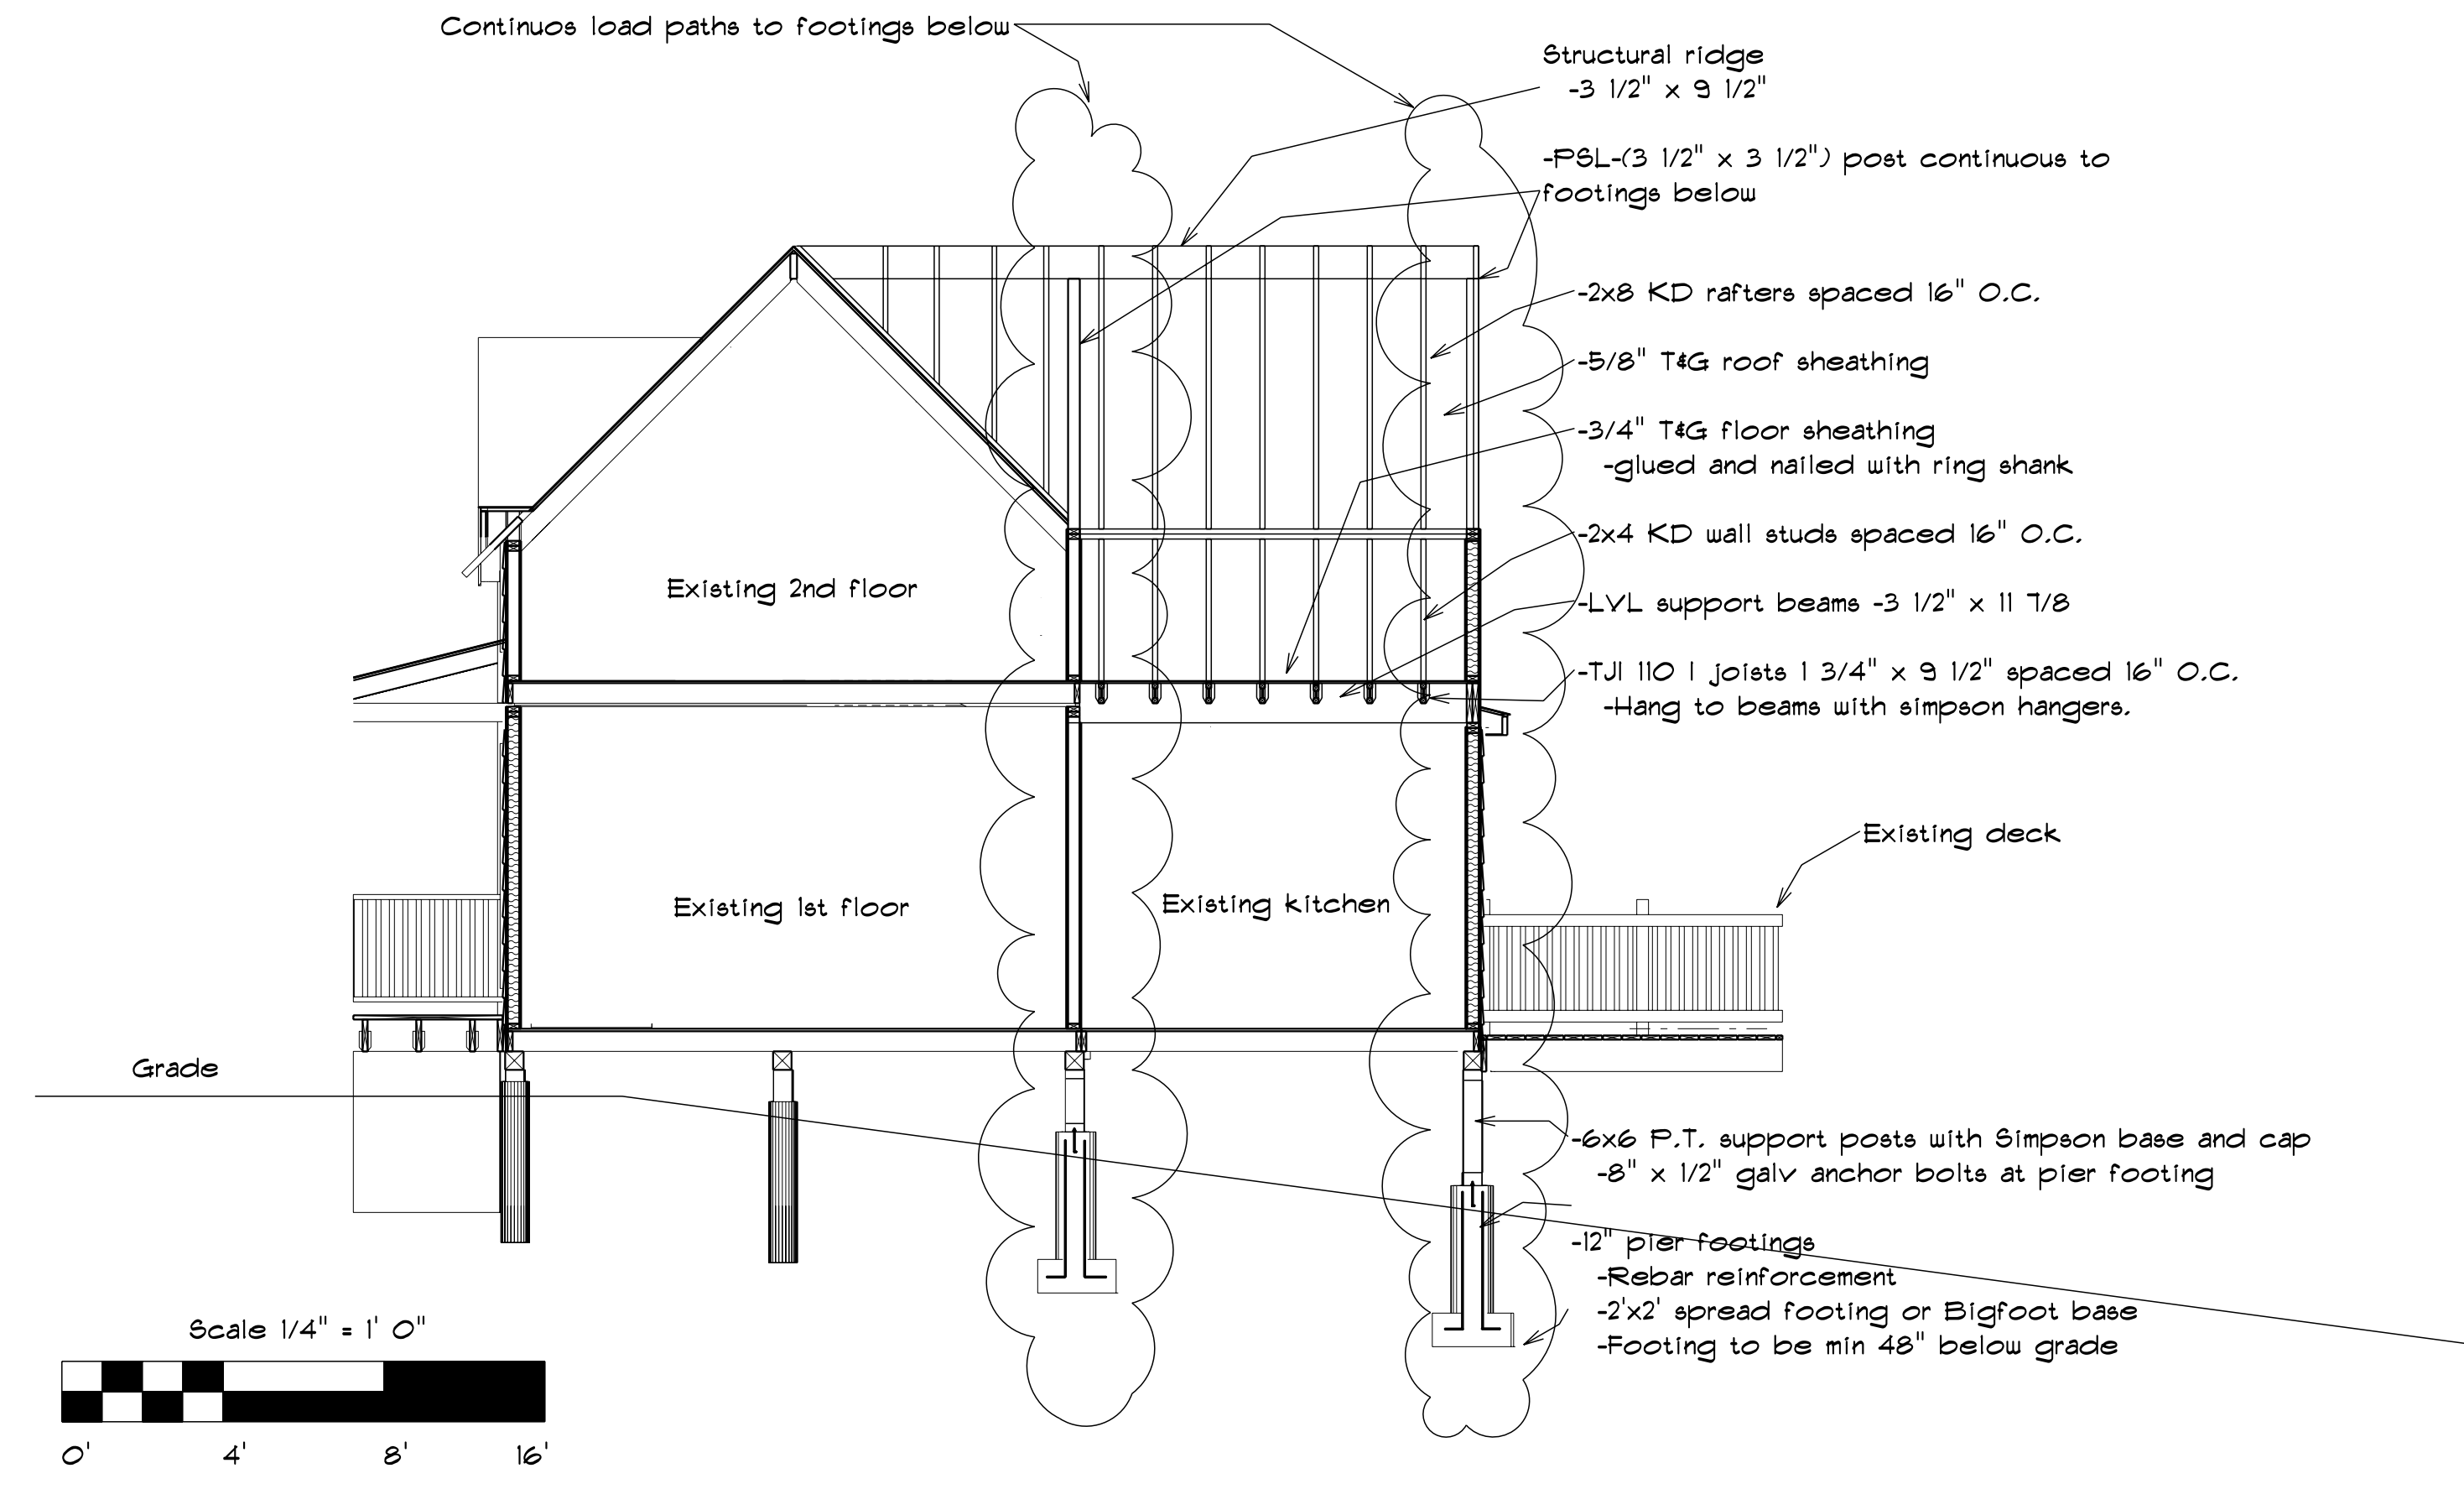 Continuos load paths to footings below
Structural ridge
-3 1/2" x 9 1/2"
-PSL-(3 1/2" x 3 1/2") post continuous to
footings below
-2x8 KD rafters spaced 16" O.C.
-5/8" T&G roof sheathing
-3/4" T&G floor sheathing
-glued and nailed with ring shank
-2x4 KD wall studs spaced 16" O.C.
Existing 2nd floor
-LVL support beams -3 1/2" x 11 7/8
-TJI 110 I joists 1 3/4" x 9 1/2" spaced 16" O.C.
-Hang to beams with simpson hangers.
Existing deck
Existing 1st floor
Existing kitchen
Grade
-6x6 P.T. support posts with Simpson base and cap
-8" x 1/2" galv anchor bolts at pier footing
-12" pier footings
-Rebar reinforcement
-2'x2' spread footing or Bigfoot base
-Footing to be min 48" below grade
Scale 1/4" = 1' 0"
0' 4' 8' 16'